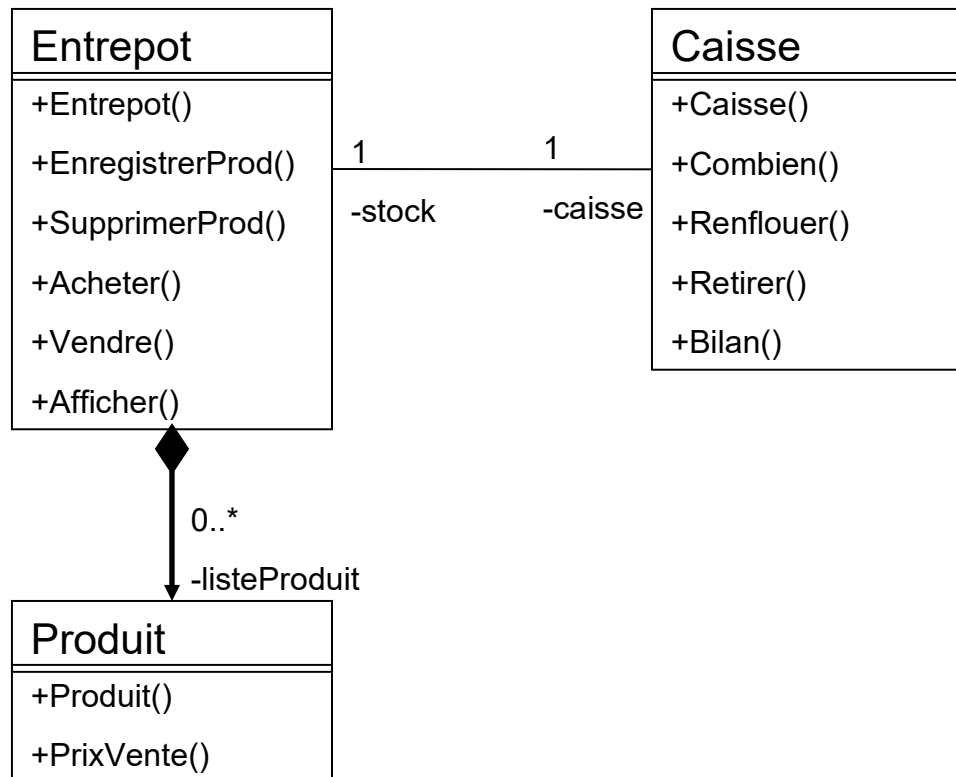 Entrepot
+Entrepot()
+EnregistrerProd()
+SupprimerProd()
+Acheter()
+Vendre()
+Afficher()
1
-stock
1
-caisse
Caisse
+Caisse()
+Combien()
+Renflouer()
+Retirer()
+Bilan()
0..*
-listeProduit
Produit
+Produit()
+PrixVente()